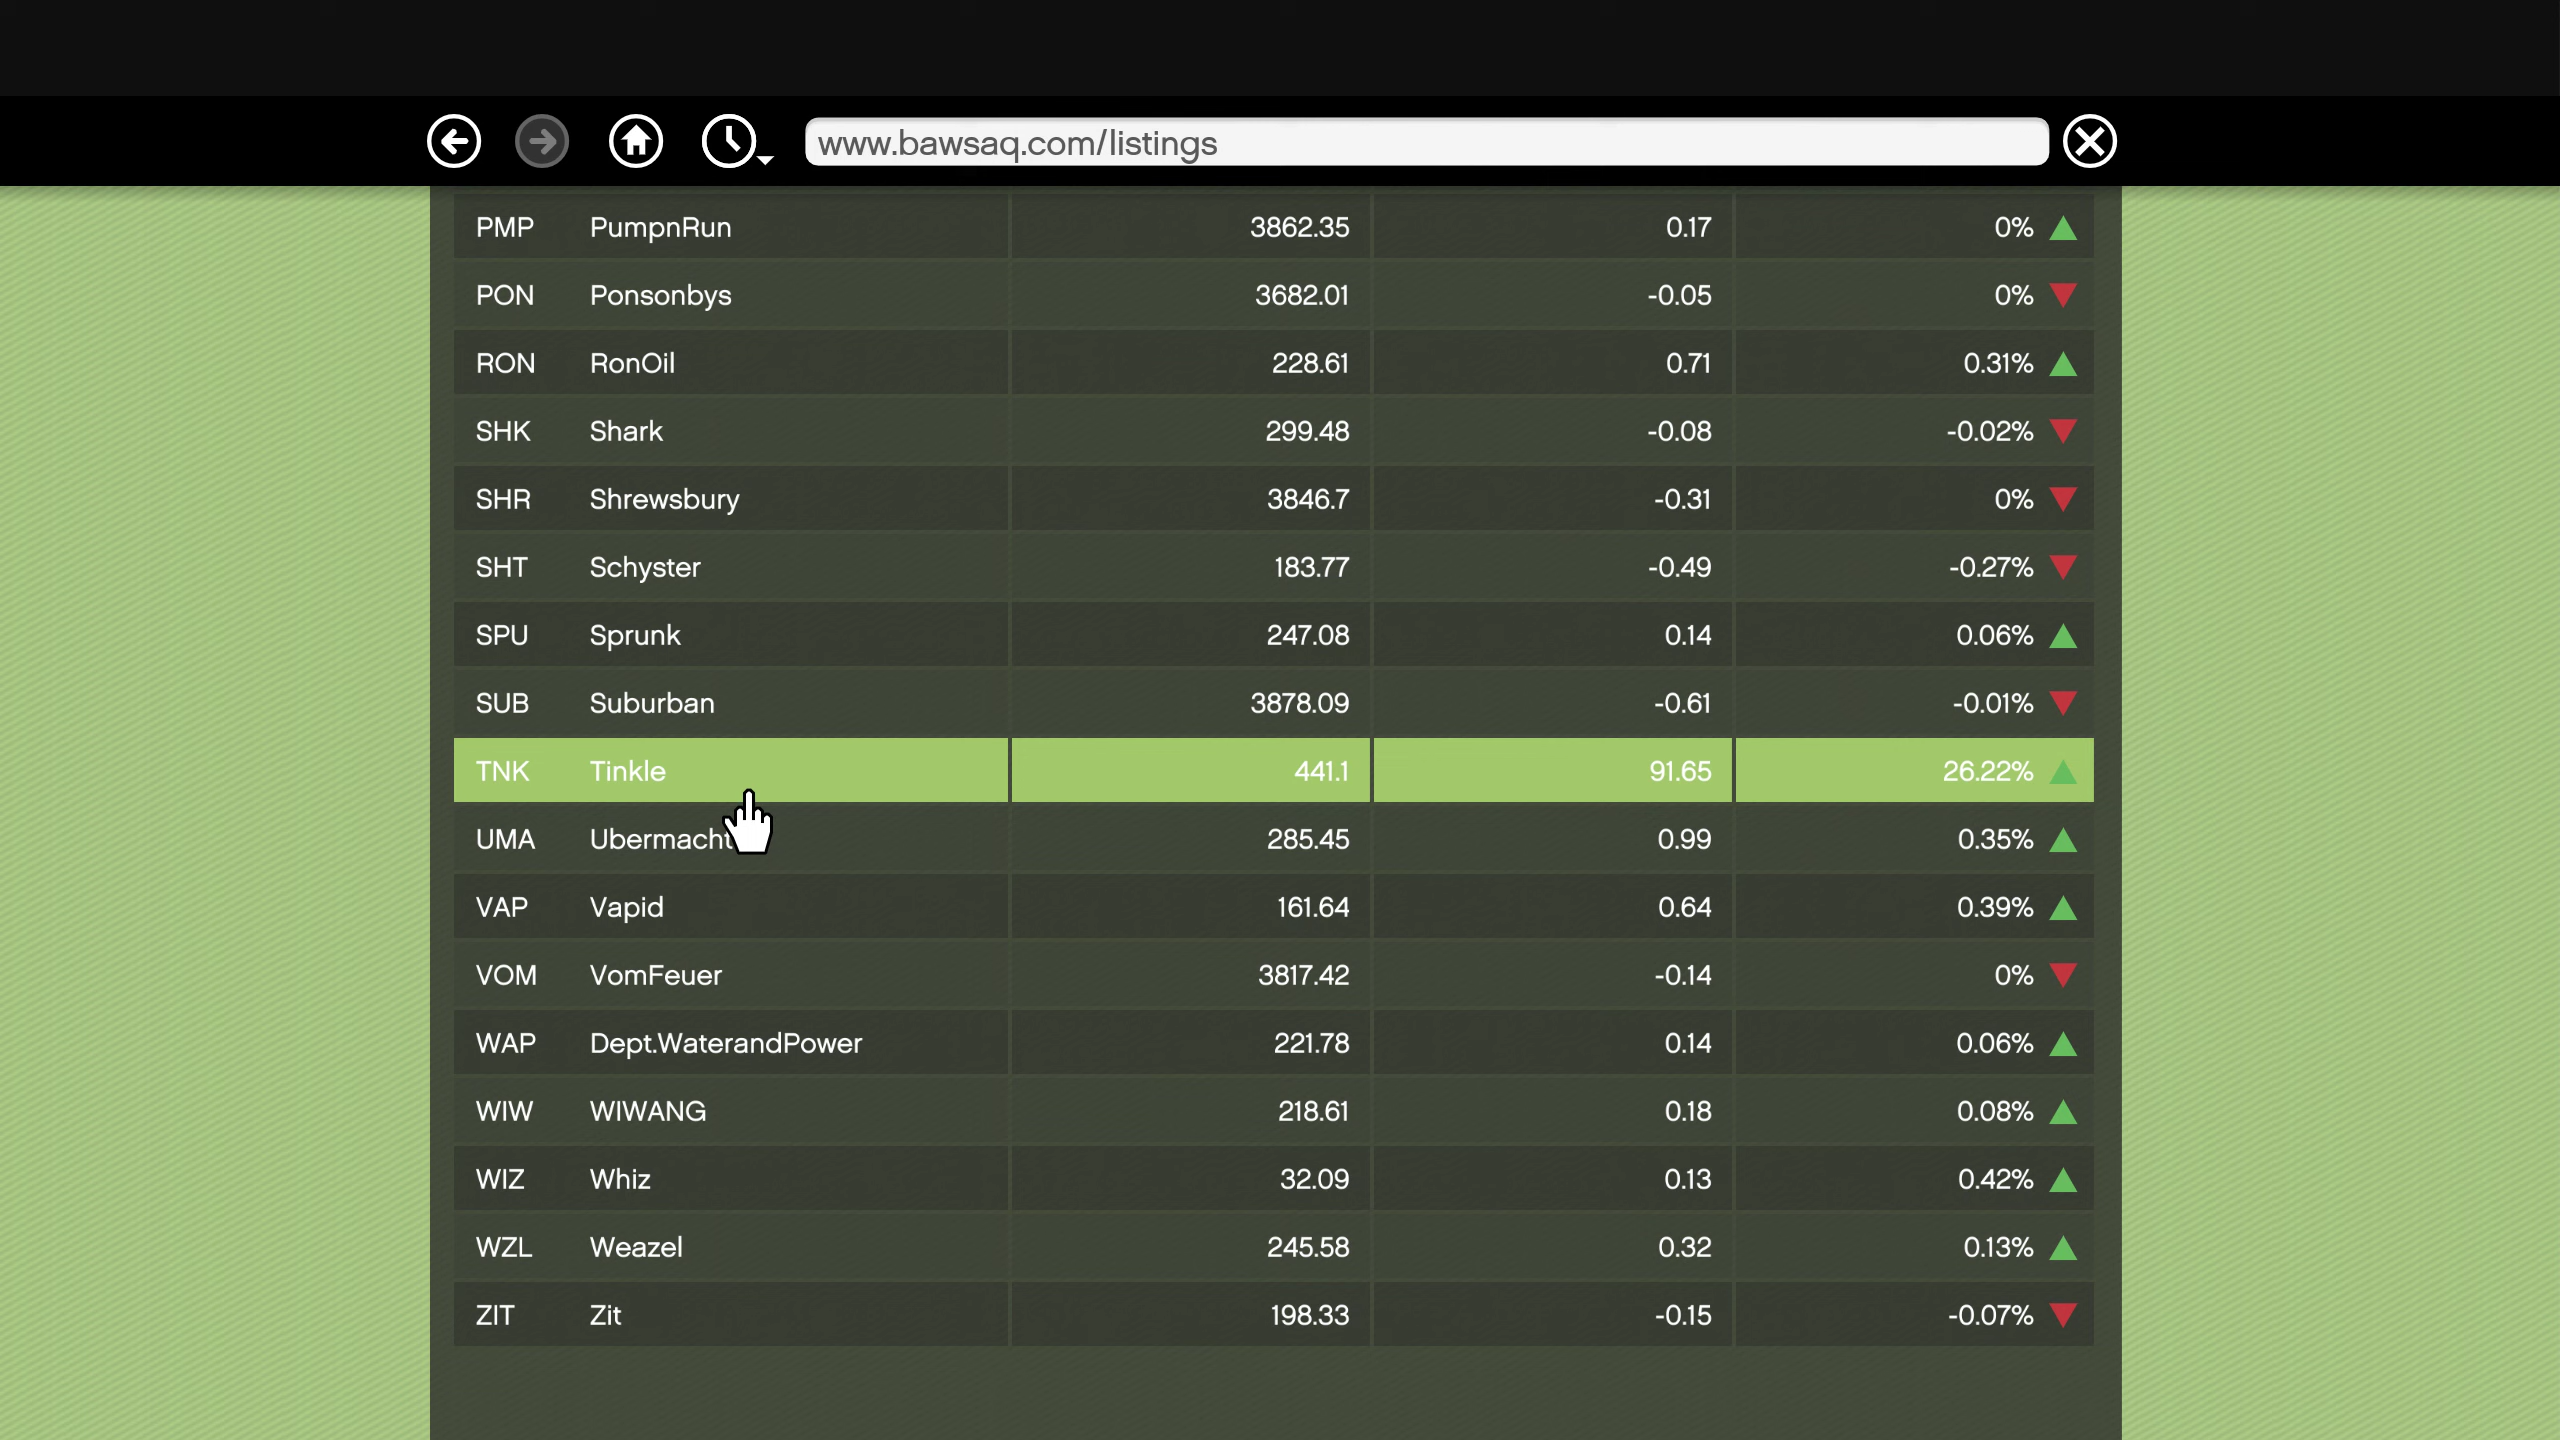 www.bawsaq.com/listings
PMP PumpnRun 3862.35 0.17 0%
PON Ponsonbys 3682.01 -0.05 0%
RON RonOil 228.61 0.71 0.31%
SHK Shark 299.48 -0.08 -0.02%
SHR Shrewsbury 3846.7 -0.31 0%
SHT Schyster 183.77 -0.49 -0.27%
SPU Sprunk 247.08 0.14 0.06%
SUB Suburban 3878.09 -0.61 -0.01%
TNK Tinkle 441.1 91.65 26.22%
UMA Ubermacht 285.45 0.99 0.35%
VAP Vapid 161.64 0.64 0.39%
VOM VomFeuer 3817.42 -0.14 0%
WAP Dept.WaterandPower 221.78 0.14 0.06%
WIW WIWANG 218.61 0.18 0.08%
WIZ Whiz 32.09 0.13 0.42%
WZL Weazel 245.58 0.32 0.13%
ZIT Zit 198.33 -0.15 -0.07%